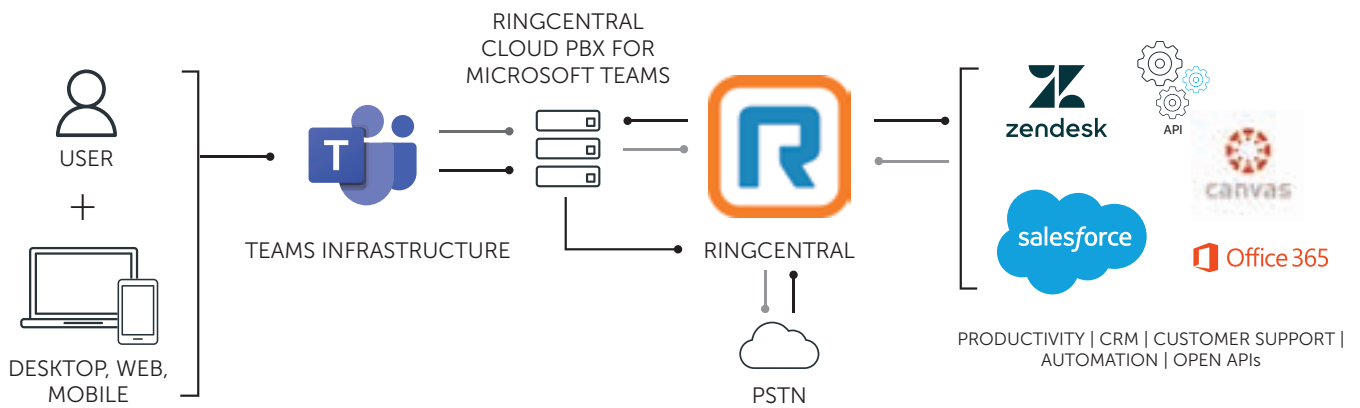 RINGCENTRAL
CLOUD PBX FOR
MICROSOFT TEAMS
USER
+
DESKTOP, WEB,
MOBILE
T
TEAMS INFRASTRUCTURE
R
RINGCENTRAL
PSTN
zendesk
API
canvas
salesforce
Office 365
PRODUCTIVITY | CRM | CUSTOMER SUPPORT |
AUTOMATION | OPEN APIs